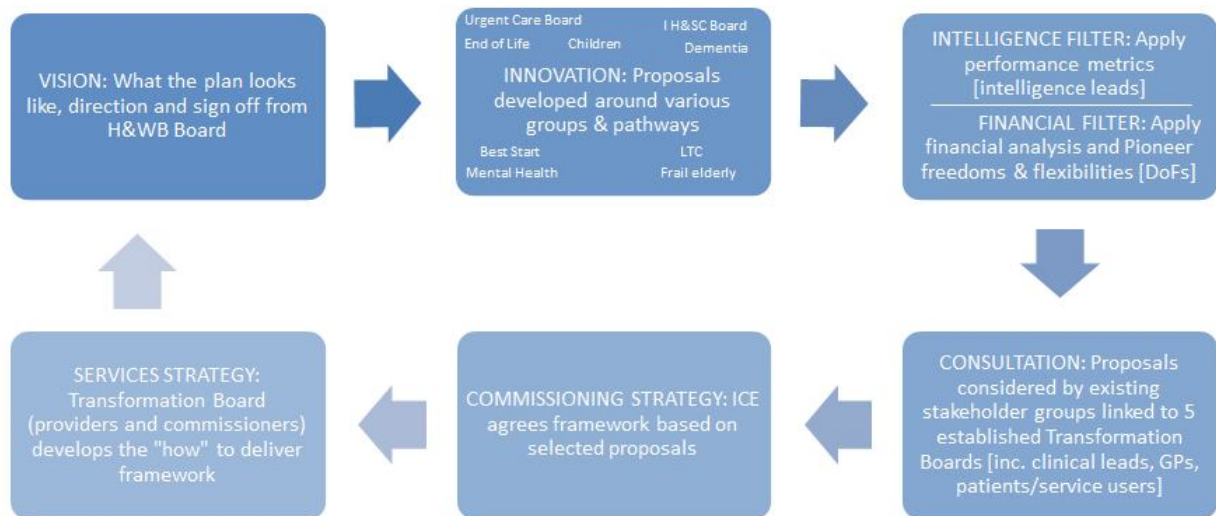 VISION: What the plan looks
like, direction and sign off from
H&WB Board
Urgent Care Board
I H&SC Board
End of Life
Children
Dementia
INNOVATION: Proposals
developed around various
groups & pathways
Best Start
LTC
Mental Health
Frail elderly
INTELLIGENCE FILTER: Apply
performance metrics
[intelligence leads]
FINANCIAL FILTER: Apply
financial analysis and Pioneer
freedoms & flexibilities [DoFs]
CONSULTATION: Proposals
considered by existing
stakeholder groups linked to 5
established Transformation
Boards [inc. clinical leads, GPs,
patients/service users]
COMMISSIONING STRATEGY: ICE
agrees framework based on
selected proposals
SERVICES STRATEGY:
Transformation Board
(providers and commissioners)
develops the "how" to deliver
framework